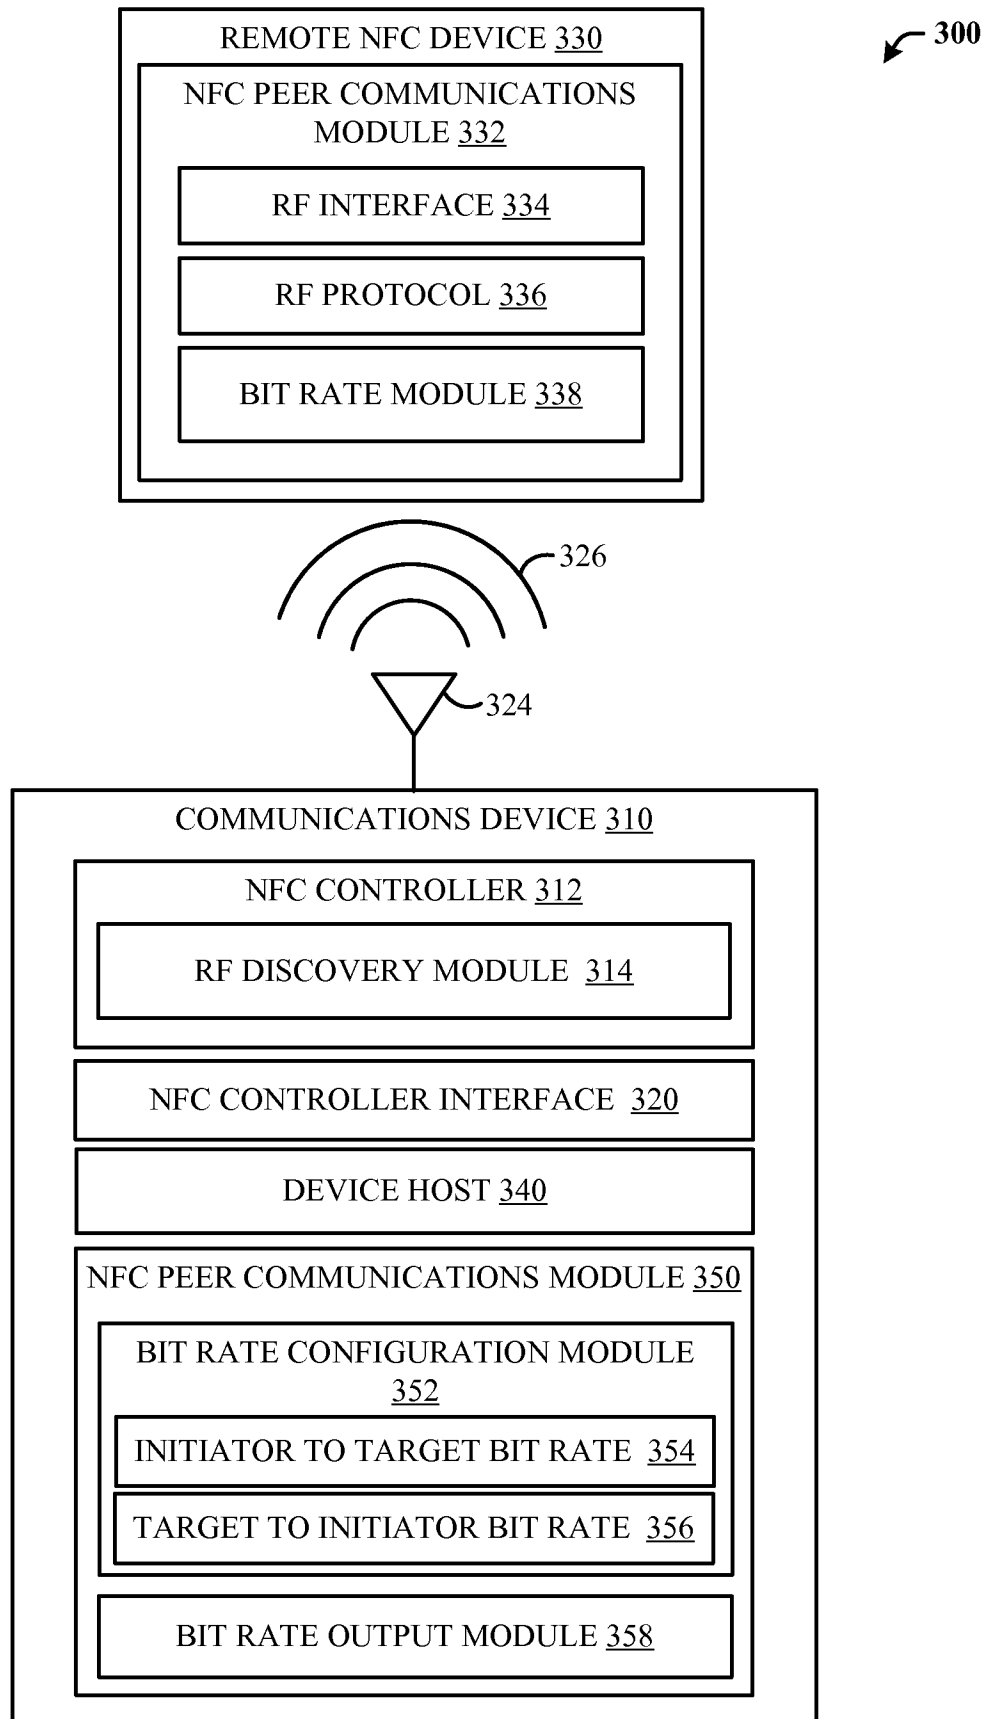 REMOTE NFC DEVICE 330
300
NFC PEER COMMUNICATIONS
MODULE 332
RF INTERFACE 334
RF PROTOCOL 336
BIT RATE MODULE 338
326
324
COMMUNICATIONS DEVICE 310
NFC CONTROLLER 312
RF DISCOVERY MODULE 314
NFC CONTROLLER INTERFACE 320
DEVICE HOST 340
NFC PEER COMMUNICATIONS MODULE 350
BIT RATE CONFIGURATION MODULE
352
INITIATOR TO TARGET BIT RATE 354
TARGET TO INITIATOR BIT RATE 356
BIT RATE OUTPUT MODULE 358